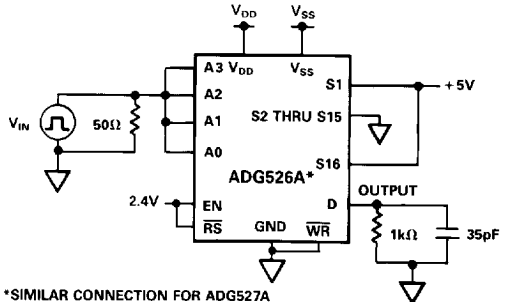 VDD VSS
A3 VDD VSS
A2 S1 +5V
VIN 50Ω A1 S2 THRU S15
A0 S16
ADG526A*
2.4V EN D OUTPUT
RS GND WR 1kΩ 35pF
*SIMILAR CONNECTION FOR ADG527A